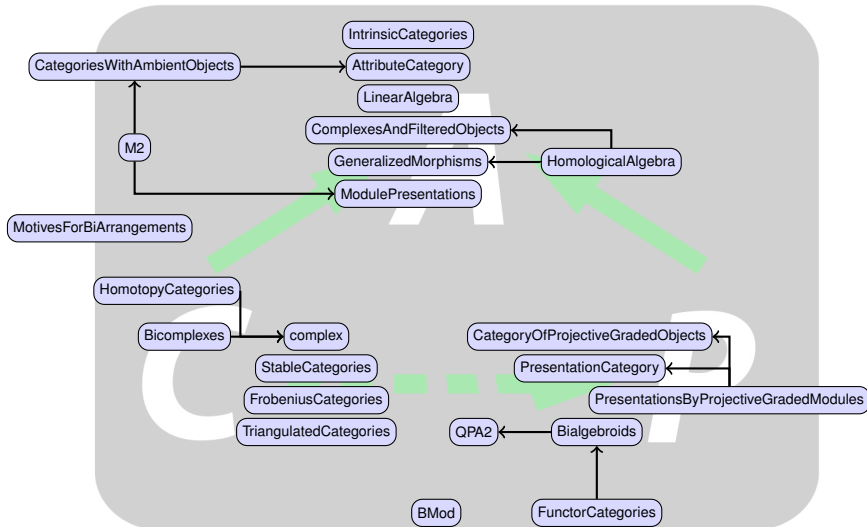 IntrinsicCategories
CategoriesWithAmbientObjects
AttributeCategory
LinearAlgebra
ComplexesAndFilteredObjects
M2
GeneralizedMorphisms
HomologicalAlgebra
ModulePresentations
A
MotivesForBiArrangements
HomotopyCategories
Bicomplexes
complex
CategoryOfProjectiveGradedObjects
StableCategories
PresentationCategory
C
P
FrobeniusCategories
PresentationsByProjectiveGradedModules
TriangulatedCategories
QPA2
Bialgebroids
BMod
FunctorCategories